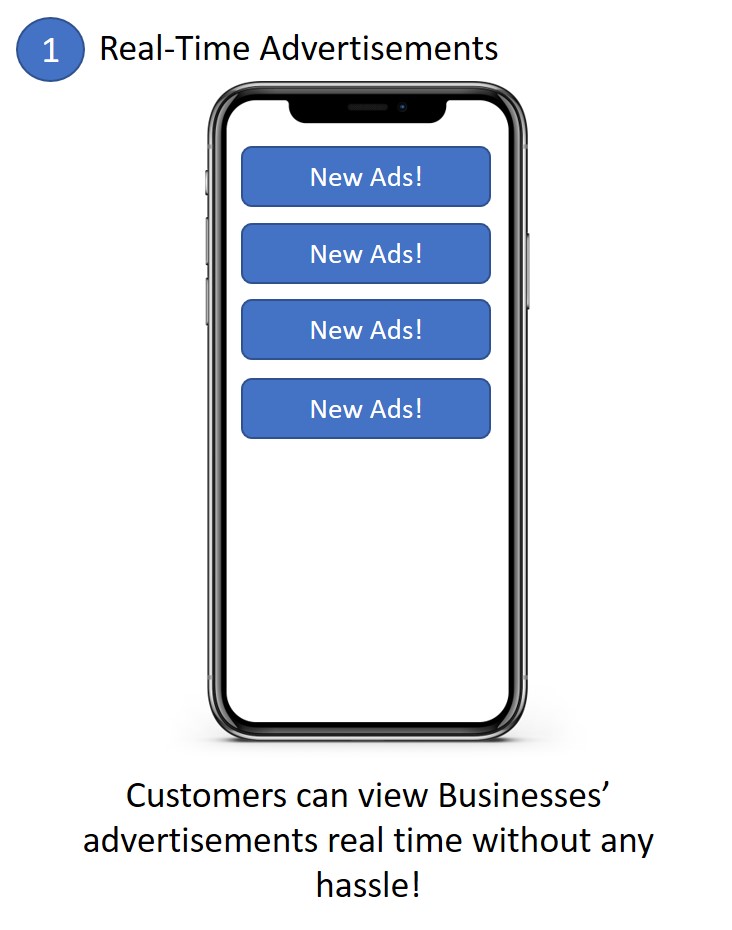 1 Real-Time Advertisements
New Ads!
New Ads!
New Ads!
New Ads!
Customers can view Businesses’
advertisements real time without any
hassle!